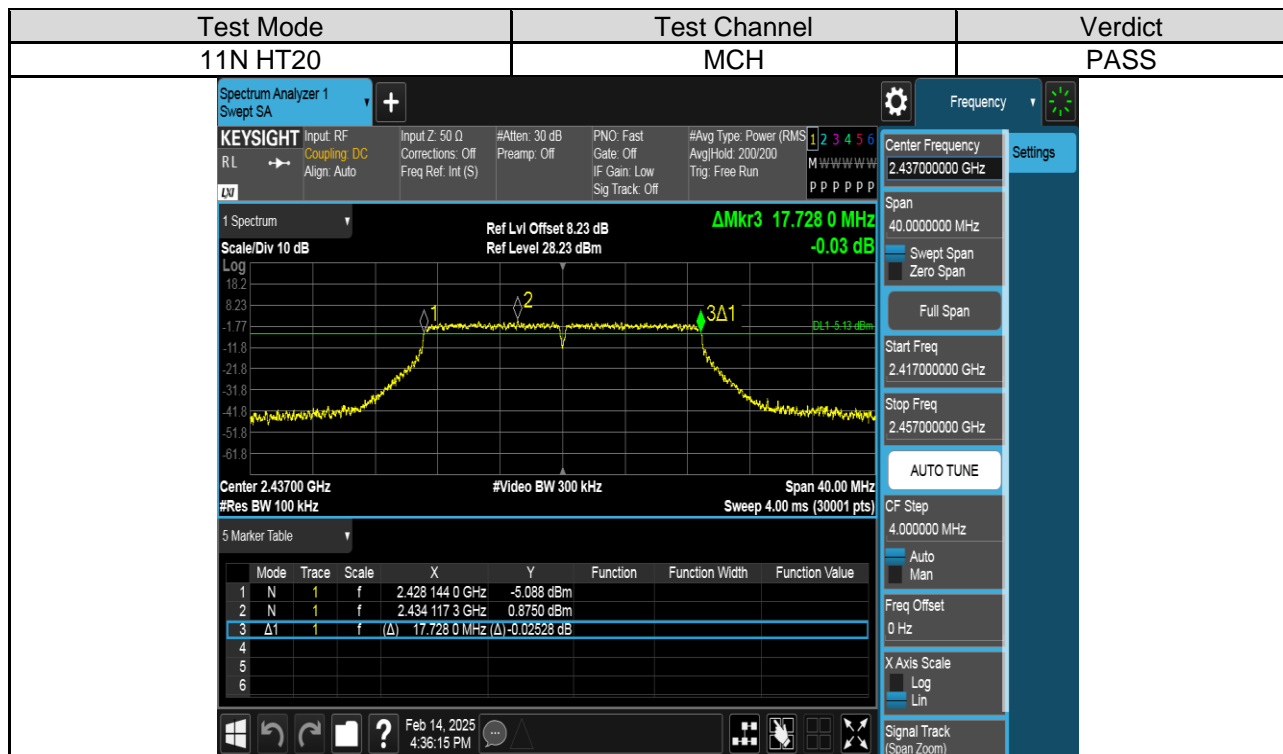 Test Mode Test Channel Verdict
11N HT20 MCH PASS
Spectrum Analyzer 1
Swept SA
+
Frequency
KEYSIGHT
RL
LXI
Input: RF
Coupling: DC
Align: Auto
Input Z: 50 Ω
Corrections: Off
Freq Ref: Int (S)
#Atten: 30 dB
Preamp: Off
PNO: Fast
Gate: Off
IF Gain: Low
Sig Track: Off
#Avg Type: Power (RMS
Avg|Hold: 200/200
Trig: Free Run
1 2 3 4 5 6
M W W W W W
P P P P P P
1 Spectrum
Scale/Div 10 dB
Ref Lvl Offset 8.23 dB
Ref Level 28.23 dBm
ΔMkr3 17.728 0 MHz
-0.03 dB
Log
18.2
8.23
-1.77
-11.8
-21.8
-31.8
-41.8
-51.8
-61.8
1
2
3Δ1
DL1 -5.13 dBm
Center 2.43700 GHz #Video BW 300 kHz Span 40.00 MHz
#Res BW 100 kHz Sweep 4.00 ms (30001 pts)
5 Marker Table
Mode Trace Scale X Y Function Function Width Function Value
1 N 1 f 2.428 144 0 GHz -5.088 dBm
2 N 1 f 2.434 117 3 GHz 0.8750 dBm
3 Δ1 1 f (Δ) 17.728 0 MHz (Δ) -0.02528 dB
4
5
6
?
Feb 14, 2025
4:36:15 PM
Center Frequency
2.437000000 GHz
Settings
Span
40.0000000 MHz
Swept Span
Zero Span
Full Span
Start Freq
2.417000000 GHz
Stop Freq
2.457000000 GHz
AUTO TUNE
CF Step
4.000000 MHz
Auto
Man
Freq Offset
0 Hz
X Axis Scale
Log
Lin
Signal Track
(Span Zoom)